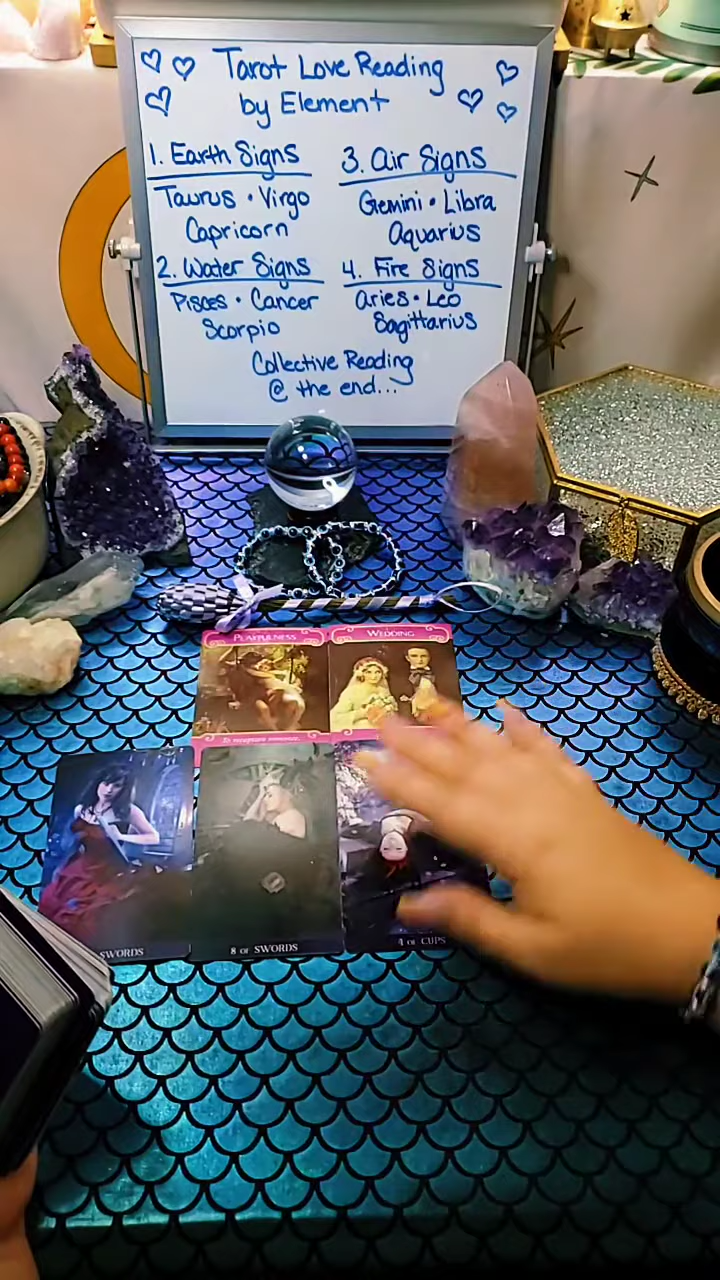 Tarot Love Reading
by Element
1. Earth Signs
Taurus • Virgo
Capricorn
2. Water Signs
Pisces • Cancer
Scorpio
3. Air Signs
Gemini • Libra
Aquarius
4. Fire Signs
Aries • Leo
Sagittarius
Collective Reading
@ the end...
PLAYFULNESS
WEDDING
SWORDS
8 OF SWORDS
4 OF CUPS